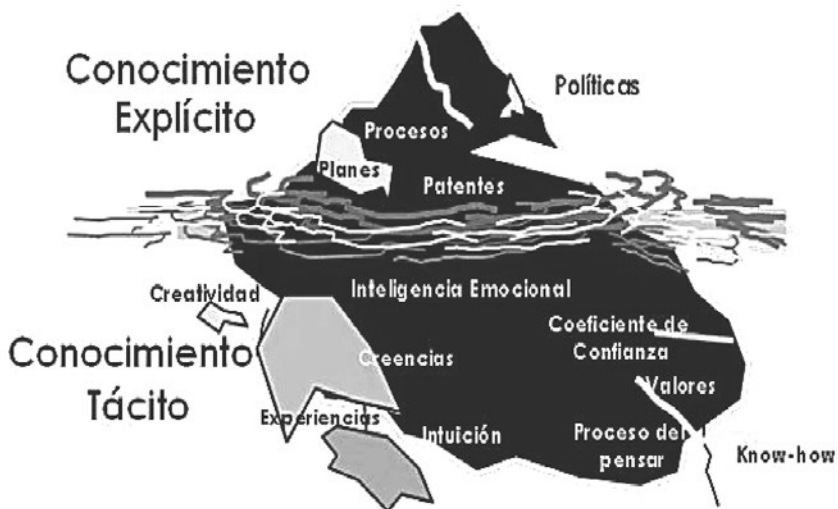 Conocimiento
Explícito
Políticas
Procesos
Planes
Patentes
Inteligencia Emocional
Creatividad
Coeficiente de
Confianza
Conocimiento
Tácito
Creencias
Valores
Experiencias
Intuición
Proceso del
pensar
Know-how